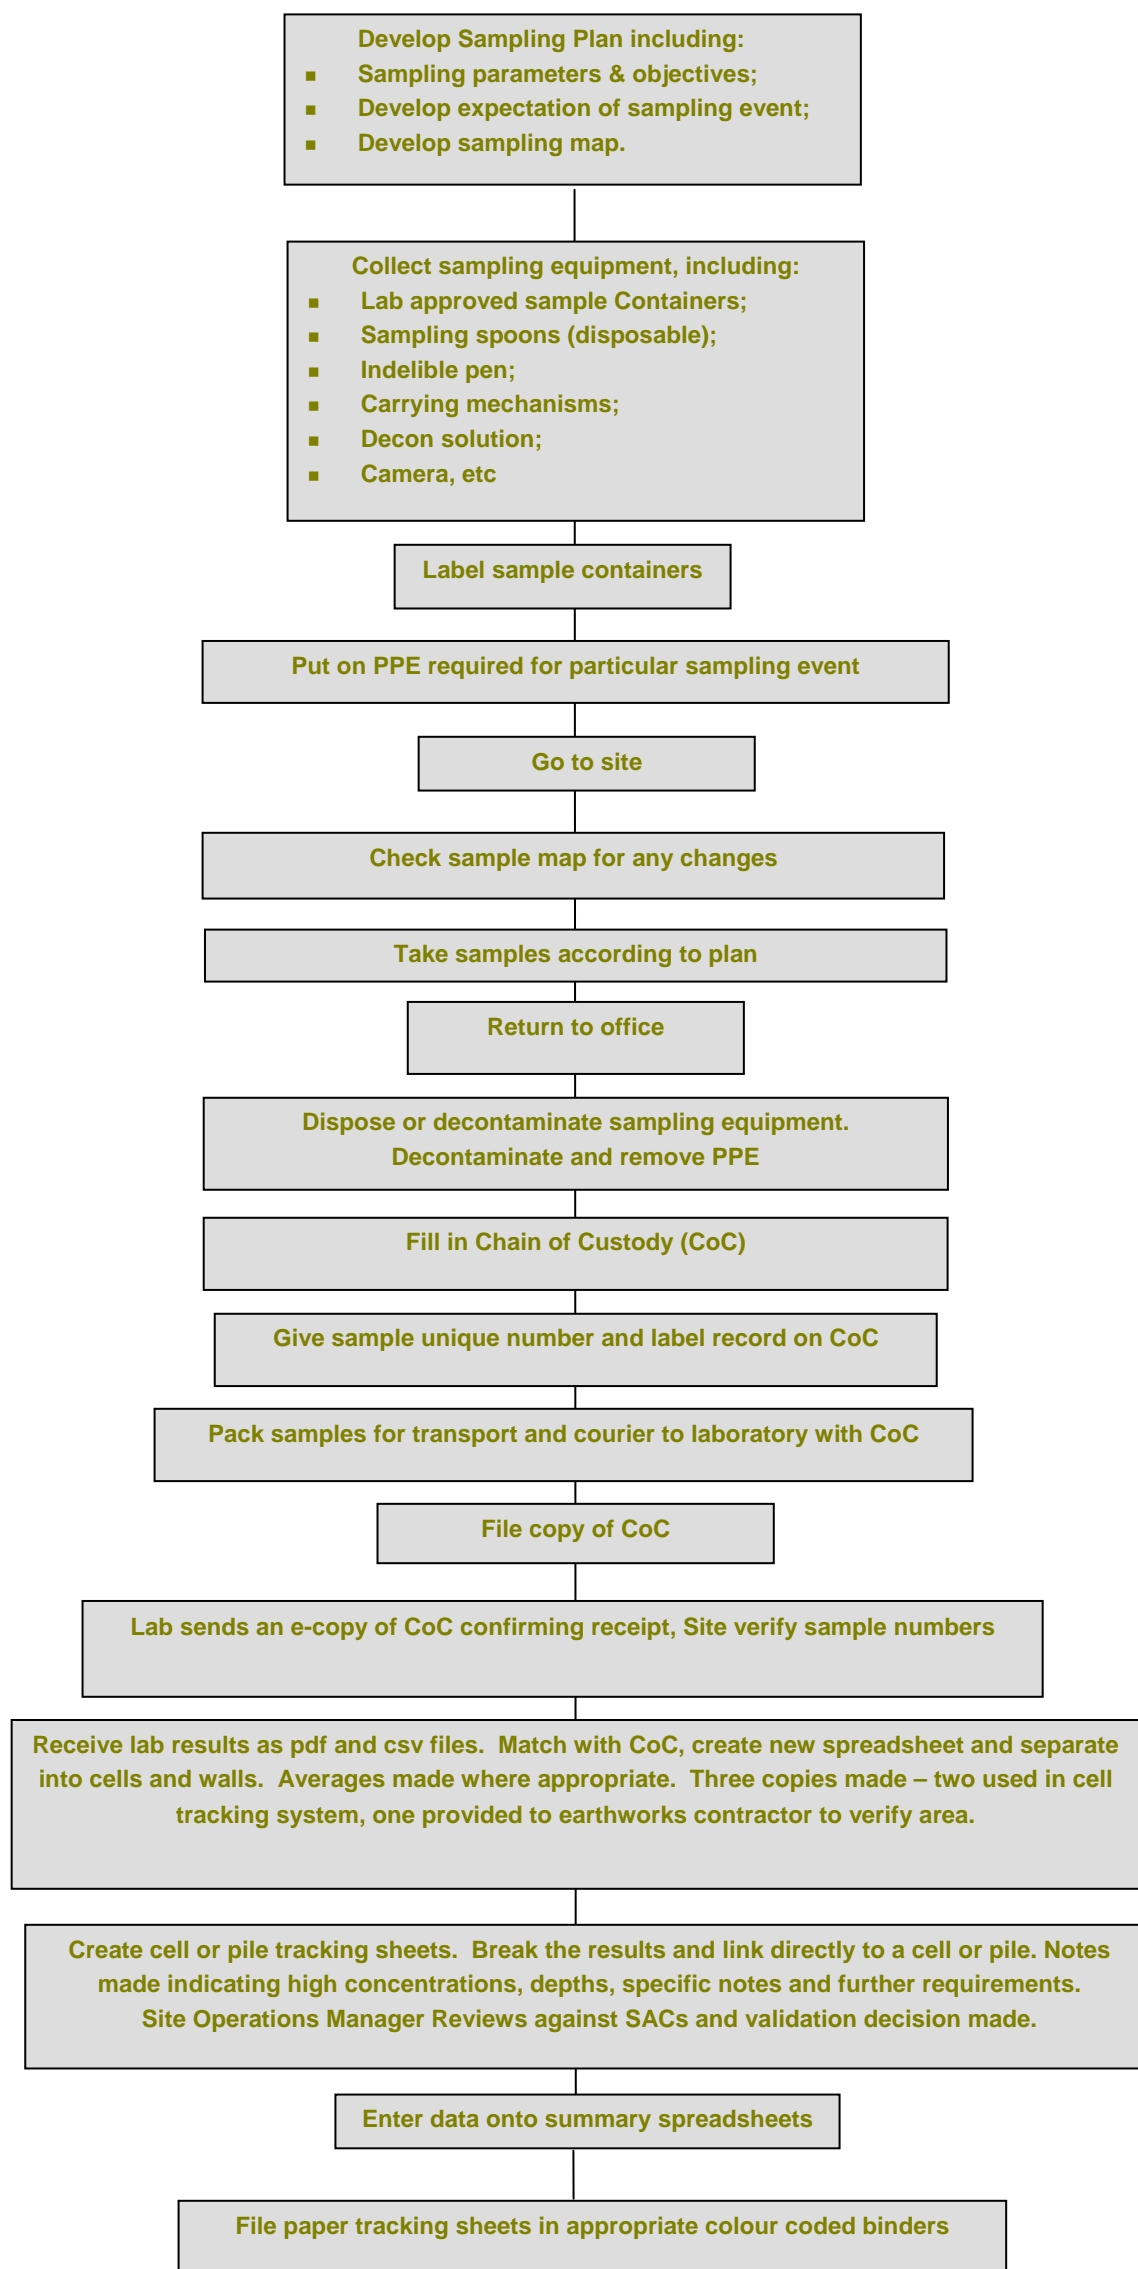 Develop Sampling Plan including:
▪ Sampling parameters & objectives;
▪ Develop expectation of sampling event;
▪ Develop sampling map.
Collect sampling equipment, including:
▪ Lab approved sample Containers;
▪ Sampling spoons (disposable);
▪ Indelible pen;
▪ Carrying mechanisms;
▪ Decon solution;
▪ Camera, etc
Label sample containers
Put on PPE required for particular sampling event
Go to site
Check sample map for any changes
Take samples according to plan
Return to office
Dispose or decontaminate sampling equipment.
Decontaminate and remove PPE
Fill in Chain of Custody (CoC)
Give sample unique number and label record on CoC
Pack samples for transport and courier to laboratory with CoC
File copy of CoC
Lab sends an e-copy of CoC confirming receipt, Site verify sample numbers
Receive lab results as pdf and csv files.  Match with CoC, create new spreadsheet and separate
into cells and walls.  Averages made where appropriate.  Three copies made – two used in cell
tracking system, one provided to earthworks contractor to verify area.
Create cell or pile tracking sheets.  Break the results and link directly to a cell or pile. Notes
made indicating high concentrations, depths, specific notes and further requirements.
Site Operations Manager Reviews against SACs and validation decision made.
Enter data onto summary spreadsheets
File paper tracking sheets in appropriate colour coded binders